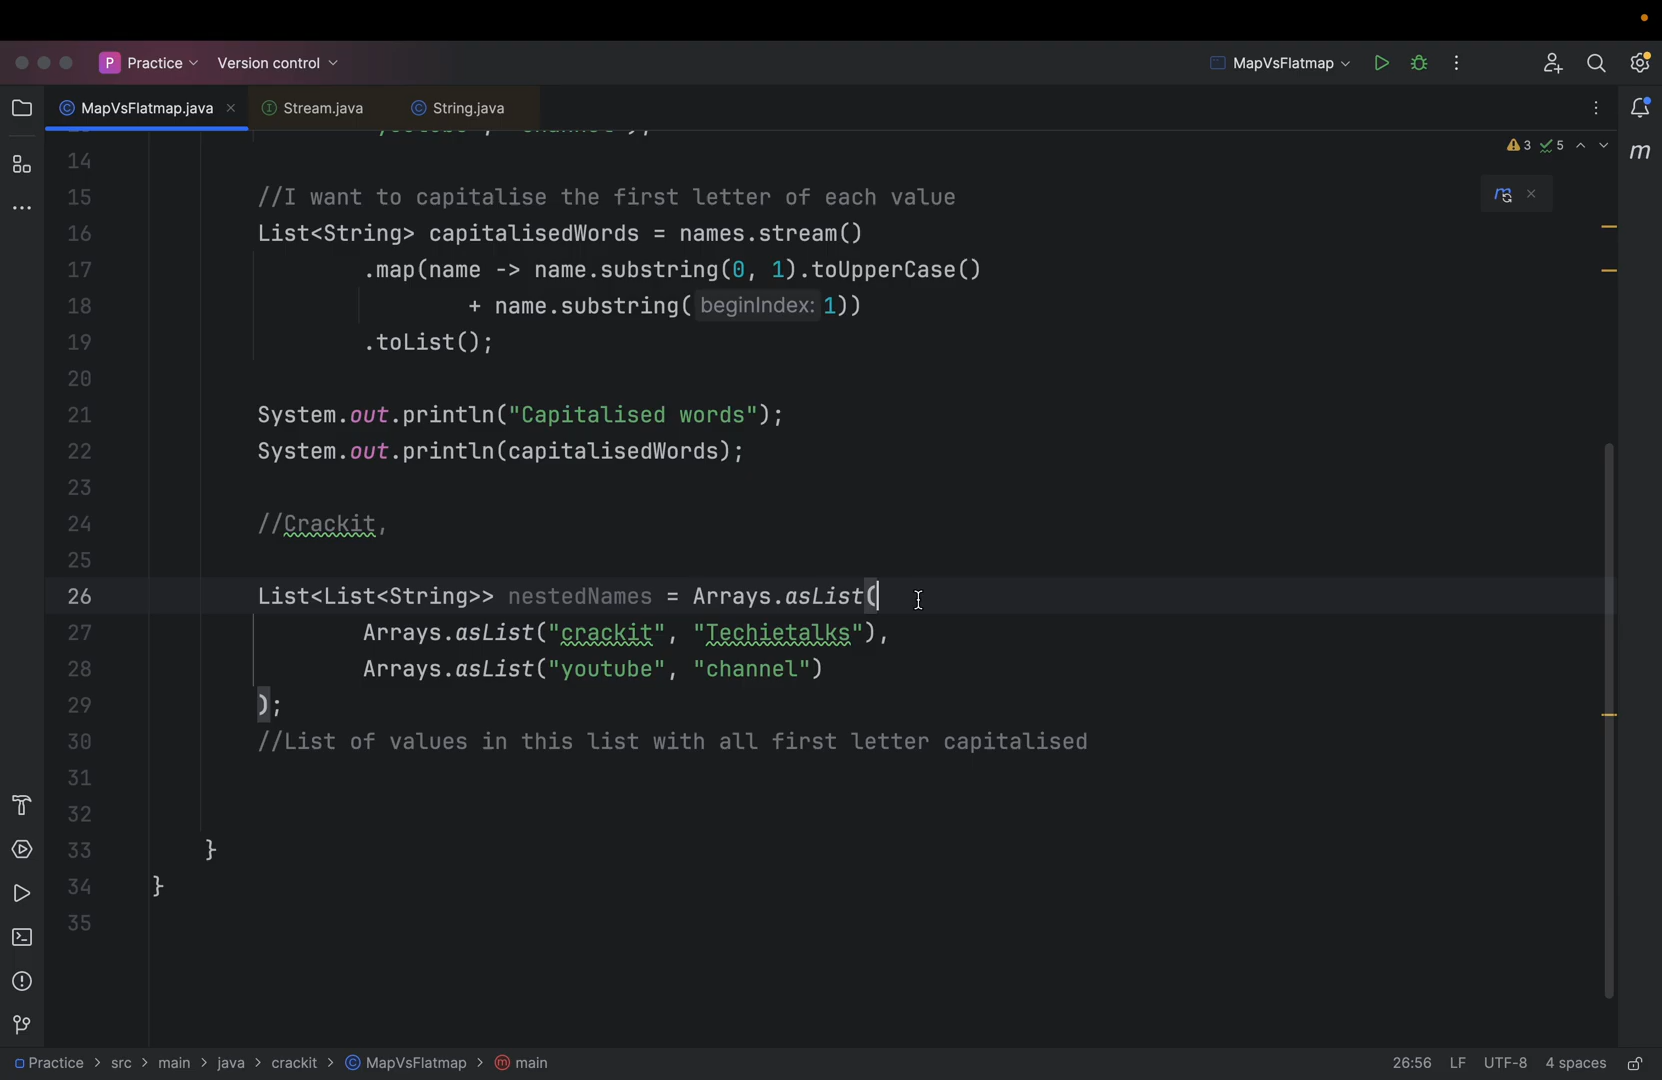 P Practice Version control MapVsFlatmap
MapVsFlatmap.java Stream.java String.java
3 5
14
15 //I want to capitalise the first letter of each value
16 List<String> capitalisedWords = names.stream()
17 .map(name -> name.substring(0, 1).toUpperCase()
18 + name.substring( beginIndex: 1))
19 .toList();
20
21 System.out.println("Capitalised words");
22 System.out.println(capitalisedWords);
23
24 //Crackit,
25
26 List<List<String>> nestedNames = Arrays.asList(
27 Arrays.asList("crackit", "Techietalks"),
28 Arrays.asList("youtube", "channel")
29 );
30 //List of values in this list with all first letter capitalised
31
32
33 }
34 }
35
Practice > src > main > java > crackit > MapVsFlatmap > main 26:56 LF UTF-8 4 spaces